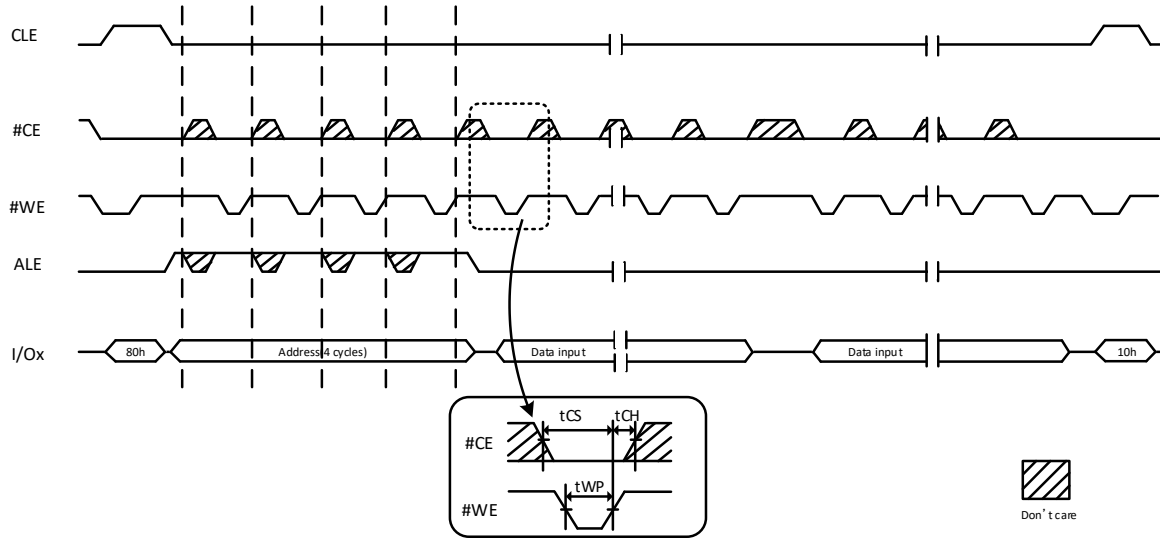 CLE
#CE
#WE
ALE
I/Ox
80h
Address(4 cycles)
Data input
Data input
10h
tCS
tCH
#CE
tWP
#WE
Don't care